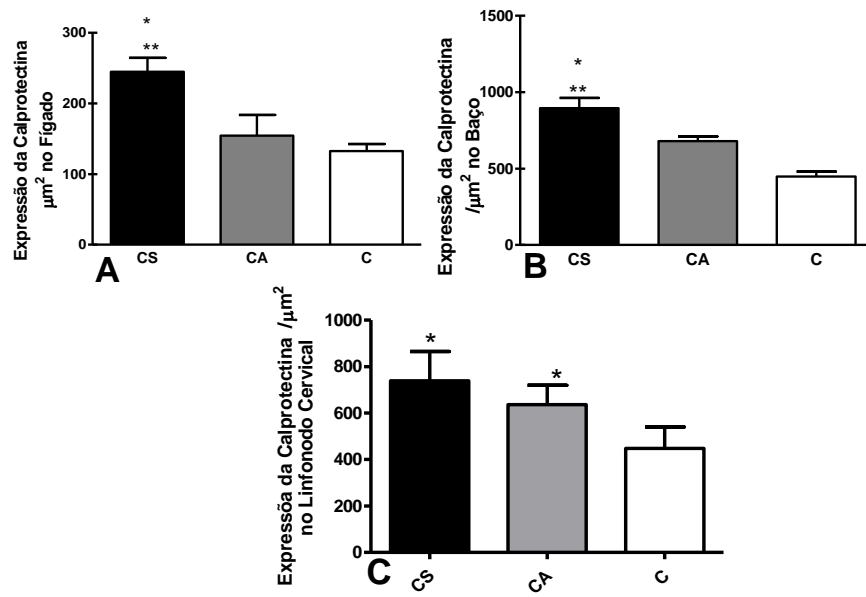 Expressão da Calprotectina
μm² no Fígado
300
200
100
0
*
**
CS
CA
C
A
Expressão da Calprotectina
/μm² no Baço
1500
1000
500
0
*
**
CS
CA
C
B
Expressõa da Calprotectina /μm²
no Linfonodo Cervical
1000
800
600
400
200
0
*
*
CS
CA
C
C